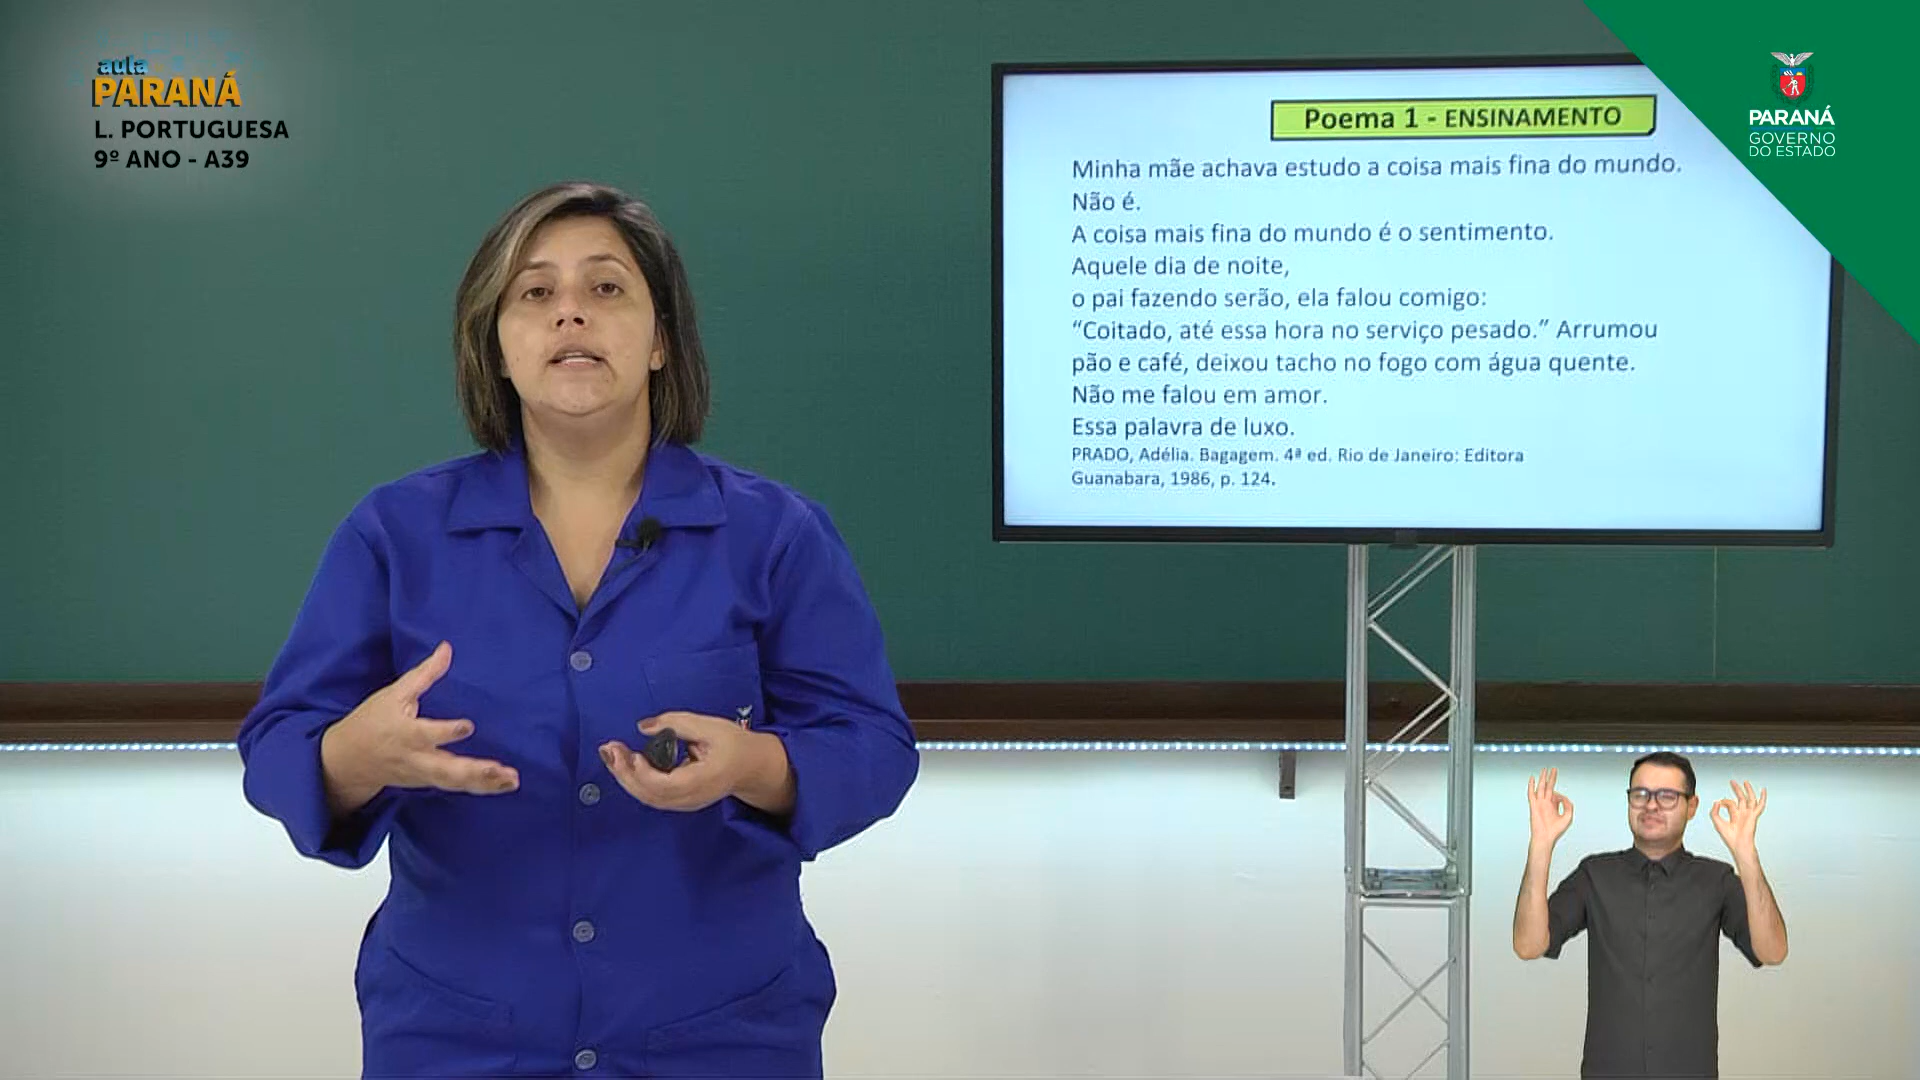 aula
PARANÁ
L. PORTUGUESA
9º ANO - A39
PARANÁ
GOVERNO
DO ESTADO
Poema 1 - ENSINAMENTO
Minha mãe achava estudo a coisa mais fina do mundo.
Não é.
A coisa mais fina do mundo é o sentimento.
Aquele dia de noite,
o pai fazendo serão, ela falou comigo:
“Coitado, até essa hora no serviço pesado.” Arrumou
pão e café, deixou tacho no fogo com água quente.
Não me falou em amor.
Essa palavra de luxo.
PRADO, Adélia. Bagagem. 4ª ed. Rio de Janeiro: Editora
Guanabara, 1986, p. 124.